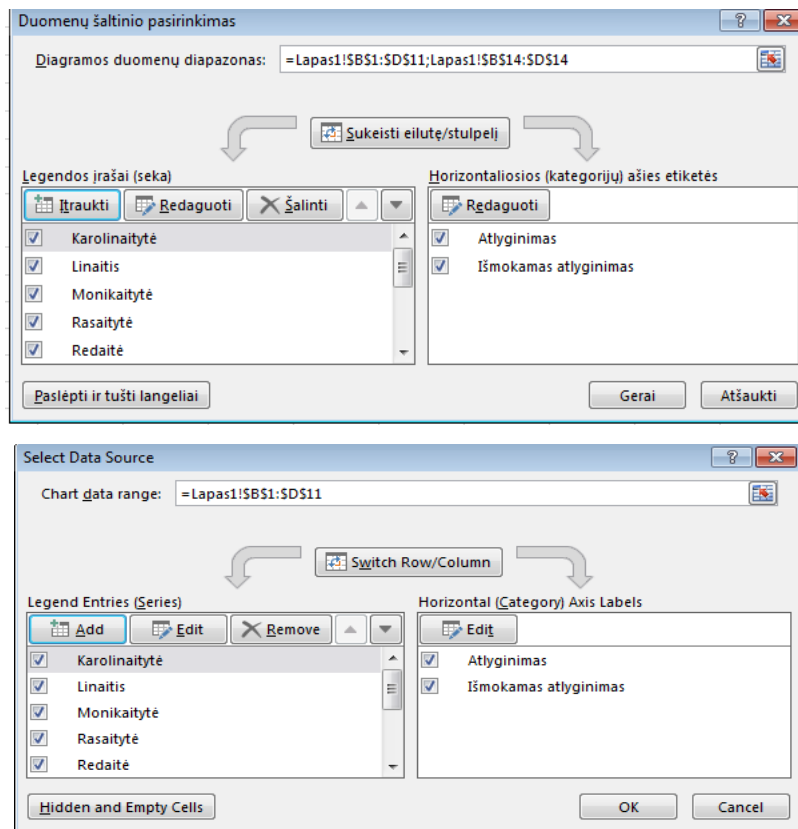 Duomenų šaltinio pasirinkimas
Diagramos duomenų diapazonas: =Lapas1!$B$1:$D$11;Lapas1!$B$14:$D$14
Sukeisti eilutę/stulpelį
Legendos įrašai (seka)
Įtraukti Redaguoti Šalinti
Karolinaitytė
Linaitis
Monikaitytė
Rasaitytė
Redaitė
Horizontaliosios (kategorijų) ašies etiketės
Redaguoti
Atlyginimas
Išmokamas atlyginimas
Paslėpti ir tušti langeliai
Gerai Atšaukti
Select Data Source
Chart data range: =Lapas1!$B$1:$D$11
Switch Row/Column
Legend Entries (Series)
Add Edit Remove
Karolinaitytė
Linaitis
Monikaitytė
Rasaitytė
Redaitė
Horizontal (Category) Axis Labels
Edit
Atlyginimas
Išmokamas atlyginimas
Hidden and Empty Cells
OK Cancel